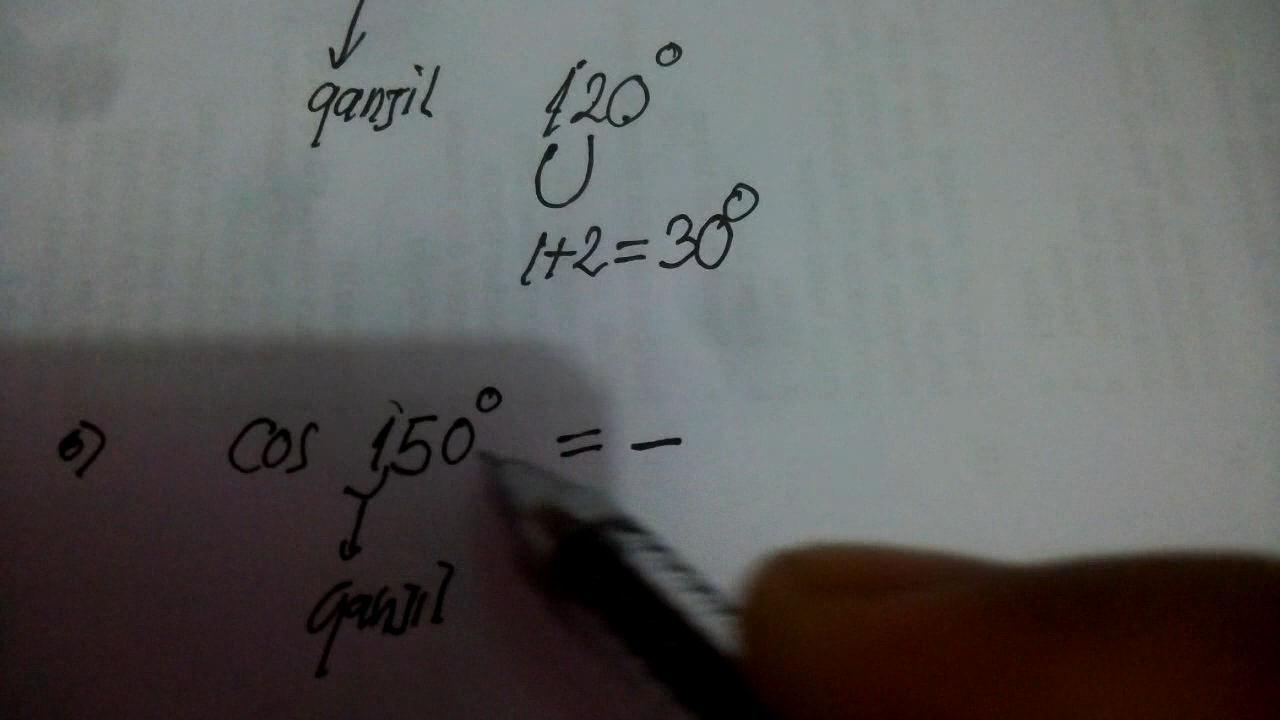 ganjil 120°
1+2=30°
b) cos 150° = -
ganjil